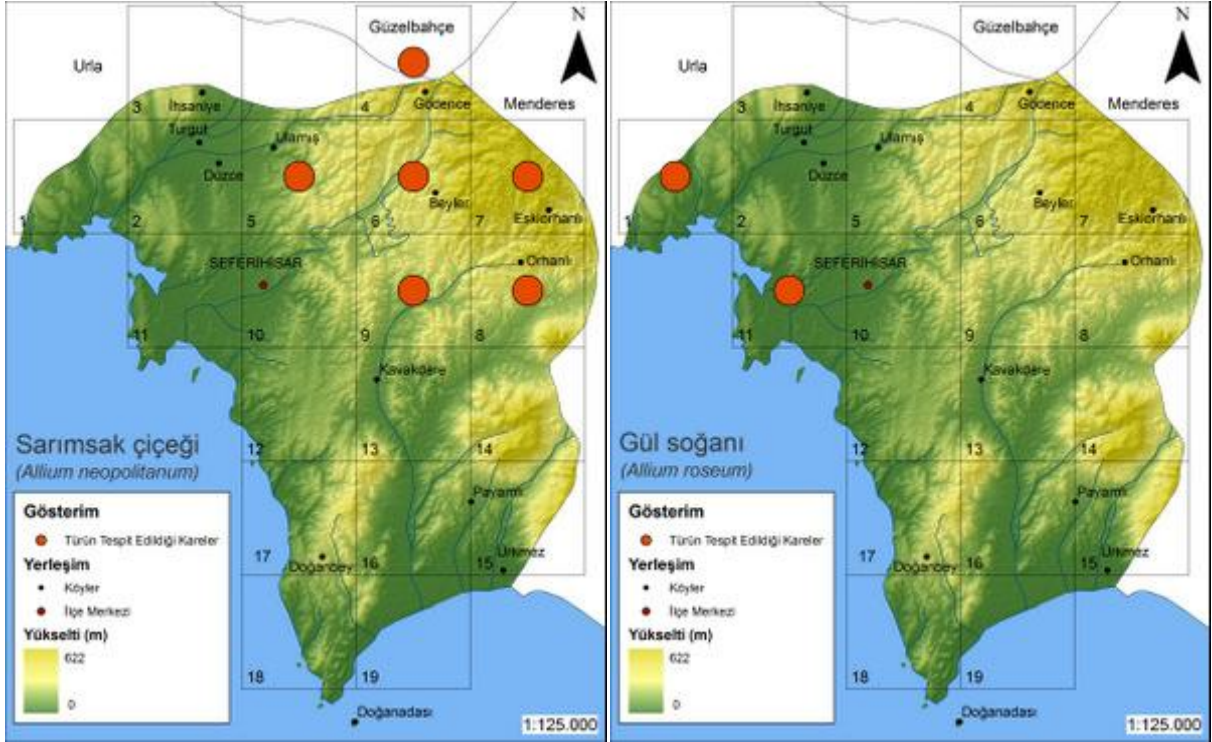 Güzelbahçe
N
Urla
İhsaniye
3
4
Gödence
Menderes
Turgut
Ulamış
Düzce
Beyler
Eskiorhanlı
1
2
5
6
7
SEFERİHİSAR
Orhanlı
11
10
9
8
Kavakdere
Sarımsak çiçeği
(Allium neopolitanum)
12
13
14
Payamlı
Gösterim
Türün Tespit Edildiği Kareler
Yerleşim
Köyler
İlçe Merkezi
Yükselti (m)
622
0
17
Doğanbey
16
15
Ürkmez
18
19
Doğanadası
1:125.000
Güzelbahçe
N
Urla
İhsaniye
3
4
Gödence
Menderes
Turgut
Ulamış
Düzce
Beyler
Eskiorhanlı
1
2
5
6
7
SEFERİHİSAR
Orhanlı
11
10
9
8
Kavakdere
Gül soğanı
(Allium roseum)
12
13
14
Payamlı
Gösterim
Türün Tespit Edildiği Kareler
Yerleşim
Köyler
İlçe Merkezi
Yükselti (m)
622
0
17
Doğanbey
16
15
Ürkmez
18
19
Doğanadası
1:125.000